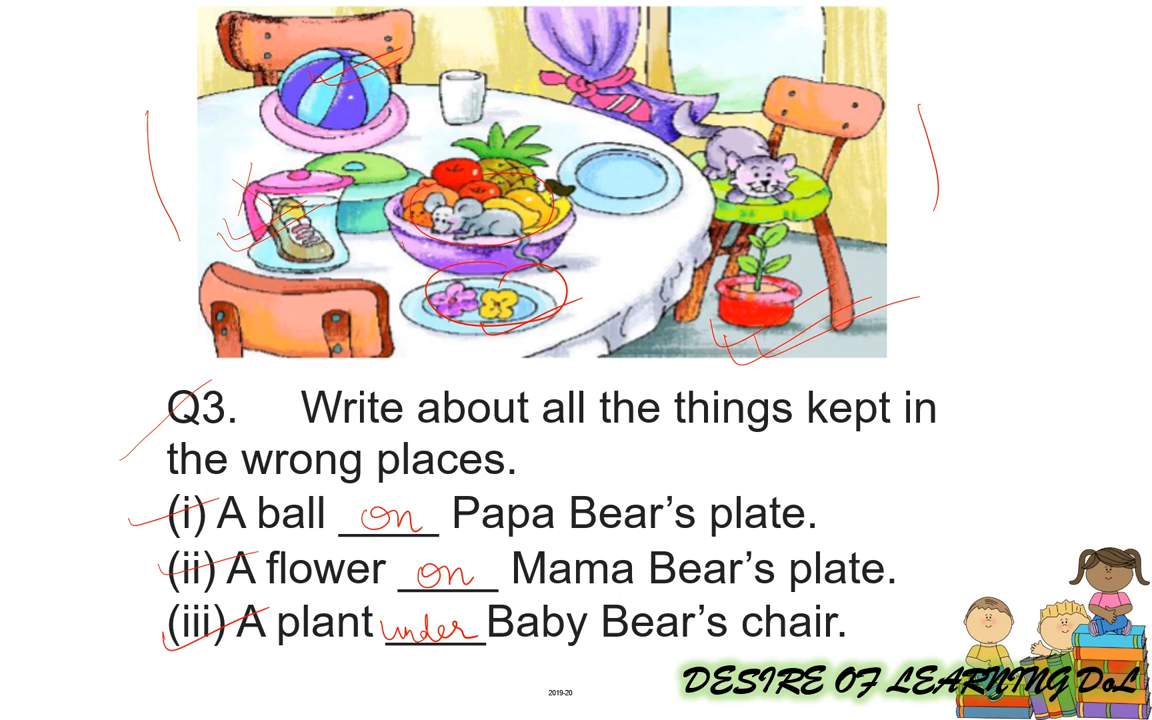 Q3. Write about all the things kept in
the wrong places.
(i) A ball on Papa Bear’s plate.
(ii) A flower on Mama Bear’s plate.
(iii) A plant under Baby Bear’s chair.
DESIRE OF LEARNING DoL
2019-20